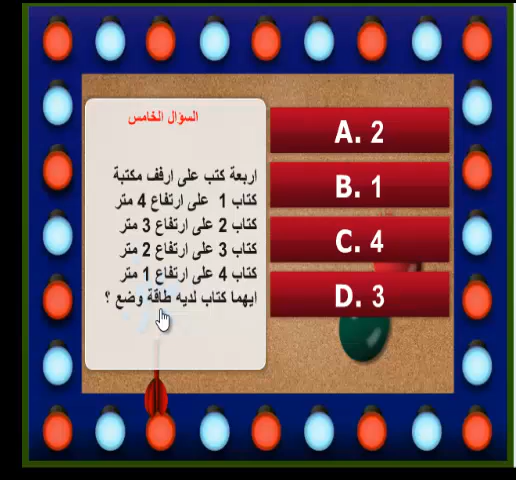 السؤال الخامس
اربعة كتب على ارفف مكتبة
كتاب 1 على ارتفاع 4 متر
كتاب 2 على ارتفاع 3 متر
كتاب 3 على ارتفاع 2 متر
كتاب 4 على ارتفاع 1 متر
ايهما كتاب لديه طاقة وضع ؟
A. 2
B. 1
C. 4
D. 3